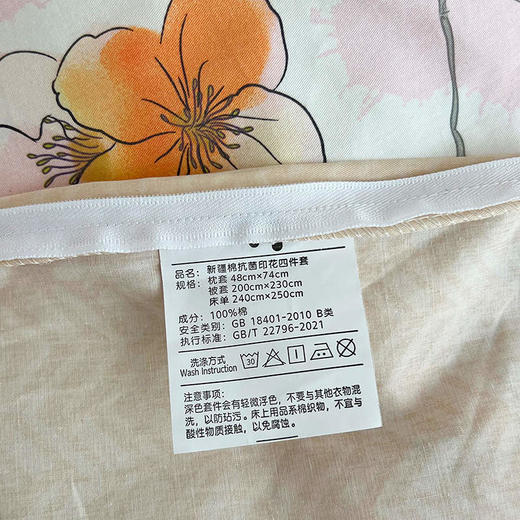 品名：新疆棉抗菌印花四件套
规格：枕套 48cm×74cm
被套 200cm×230cm
床单 240cm×250cm
成分：100%棉
安全类别：GB 18401-2010 B类
执行标准：GB/T 22796-2021
洗涤方式
Wash Instruction
30
注意事项：
深色套件会有轻微浮色，不要与其他衣物混
洗，以防玷污。床上用品系棉织物，不宜与
酸性物质接触，以免腐蚀。